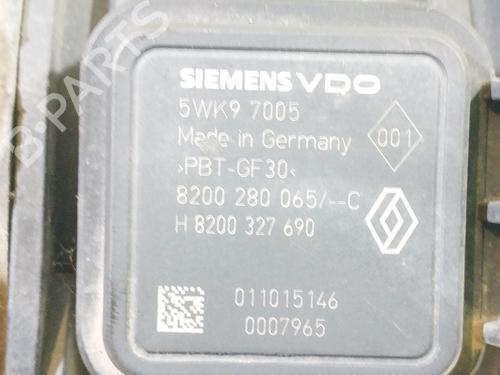 B-PARTS
SIEMENS VDO
5WK9 7005
Made in Germany
001
>PBT-GF30<
8200 280 065/--C
H 8200 327 690
011015146
0007965